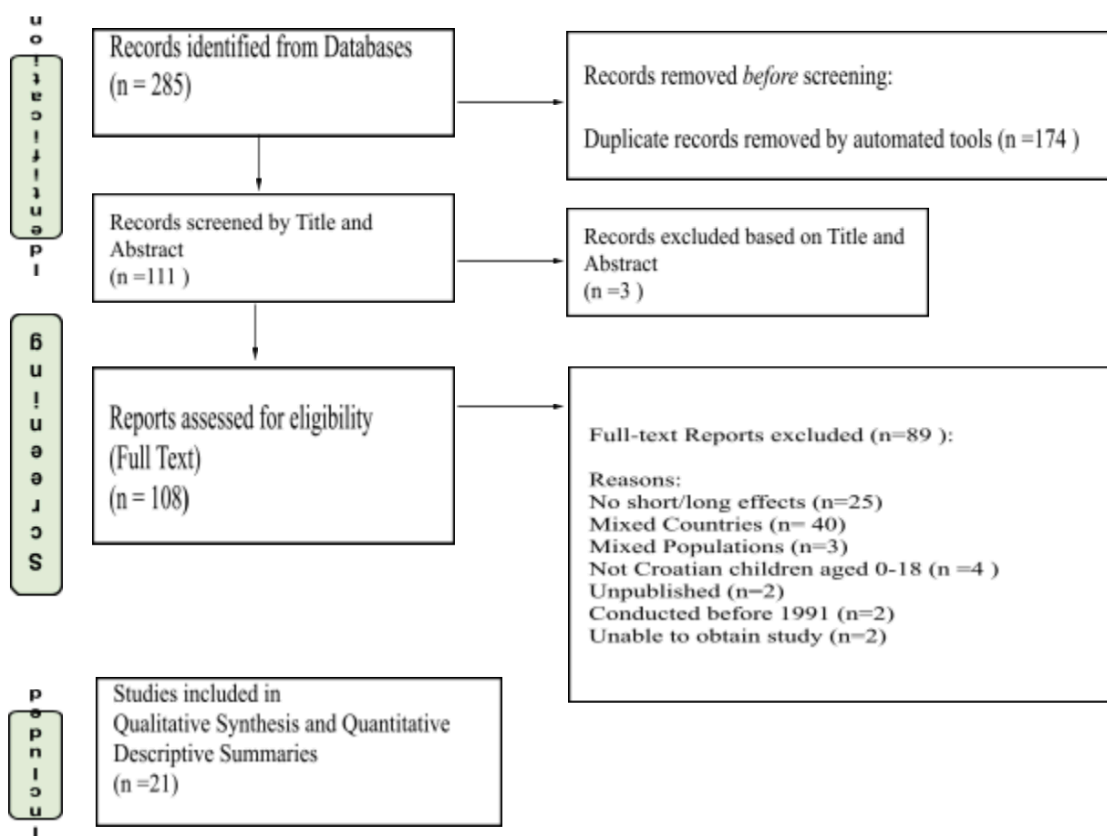 Identification
Records identified from Databases
(n = 285)
Records removed before screening:
Duplicate records removed by automated tools (n =174 )
Records screened by Title and
Abstract
(n =111 )
Records excluded based on Title and
Abstract
(n =3 )
Screening
Reports assessed for eligibility
(Full Text)
(n = 108)
Full-text Reports excluded (n=89 ):
Reasons:
No short/long effects (n=25)
Mixed Countries (n= 40)
Mixed Populations (n=3)
Not Croatian children aged 0-18 (n =4 )
Unpublished (n=2)
Conducted before 1991 (n=2)
Unable to obtain study (n=2)
Included
Studies included in
Qualitative Synthesis and Quantitative
Descriptive Summaries
(n =21)